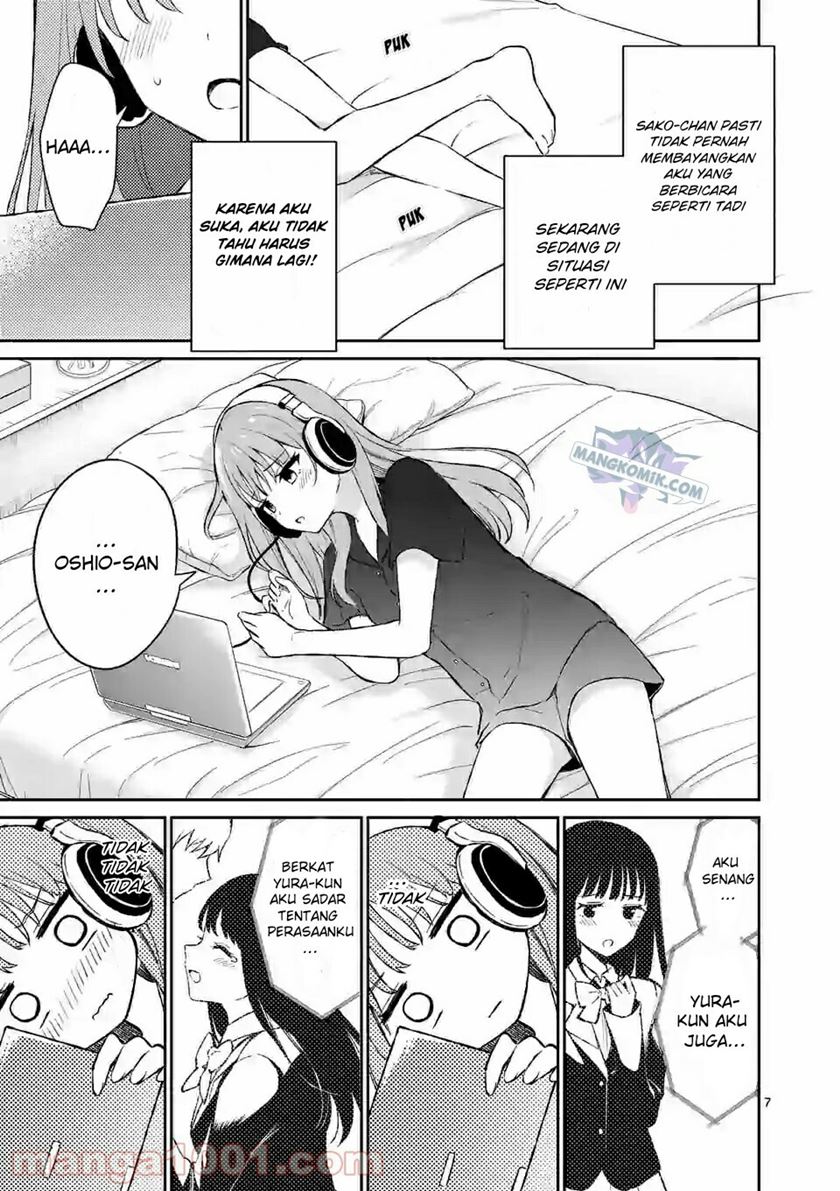 SAKO-CHAN PASTI
TIDAK PERNAH
MEMBAYANGKAN
AKU YANG
BERBICARA
SEPERTI TADI
SEKARANG
SEDANG DI
SITUASI
SEPERTI INI
PUK
PUK
KARENA AKU
SUKA, AKU TIDAK
TAHU HARUS
GIMANA LAGI!
HAAA...
MANGKOMIK.COM
...
OSHIO-SAN
...
AKU
SENANG
...
YURA-
KUN AKU
JUGA...
...
TIDAK
BERKAT
YURA-KUN
AKU SADAR
TENTANG
PERASAANKU
...
TIDAK
TIDAK
TIDAK
7
manga1001.com